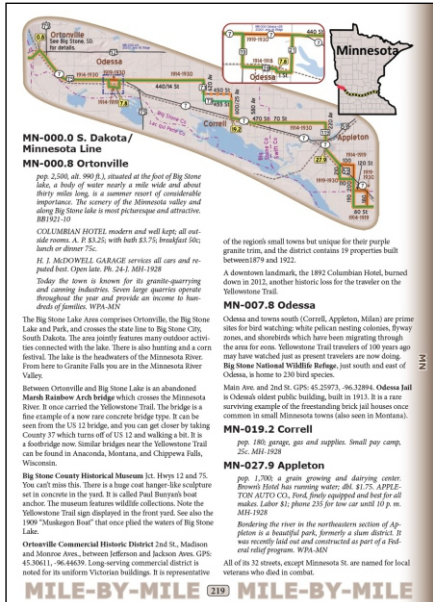 Ortonville
See Big Stone, SD
for details.
Odessa
Correll
Appleton
Minnesota
Odessa
MN-000.0 S. Dakota/
Minnesota Line
MN-000.8 Ortonville
pop. 2,500, alt. 990 ft.), situated at the foot of Big Stone
lake, a body of water nearly a mile wide and about
thirty miles long, is a summer resort of considerable
importance. The scenery of the Minnesota valley and
along Big Stone lake is most picturesque and attractive.
BB1921-10
COLUMBIAN HOTEL modern and well kept; all out-
side rooms. A. P. $3.25; with bath $3.75; breakfast 50c;
lunch or dinner 75c.
H. J. McDOWELL GARAGE services all cars and re-
puted best. Open late. Ph. 24-J. MH-1928
Today the town is known for its granite-quarrying
and canning industries. Seven large quarries operate
throughout the year and provide an income to hun-
dreds of families. WPA-MN
The Big Stone Lake Area comprises Ortonville, the Big Stone
Lake and Park, and crosses the state line to Big Stone City,
South Dakota. The area jointly features many outdoor activi-
ties connected with the lake. There is also hunting and a corn
festival. The lake is the headwaters of the Minnesota River.
From here to Granite Falls you are in the Minnesota River
Valley.
Between Ortonville and Big Stone Lake is an abandoned
Marsh Rainbow Arch bridge which crosses the Minnesota
River. It once carried the Yellowstone Trail. The bridge is a
fine example of a now rare concrete bridge type. It can be
seen from the US 12 bridge, and you can get closer by taking
County 37 which turns off of US 12 and walking a bit. It is
a footbridge now. Similar bridges near the Yellowstone Trail
can be found in Anaconda, Montana, and Chippewa Falls,
Wisconsin.
Big Stone County Historical Museum Jct. Hwys 12 and 75.
You can't miss this. There is a huge coat hanger-like sculpture
set in concrete in the yard. It is called Paul Bunyan's boat
anchor. The museum features wildlife collections. Note the
Yellowstone Trail sign displayed in the front yard. See also the
1909 "Muskegon Boat" that once plied the waters of Big Stone
Lake.
Ortonville Commercial Historic District 2nd St., Madison
and Monroe Aves., between Jefferson and Jackson Aves. GPS:
45.30611, -96.44639. Long-serving commercial district is
noted for its uniform Victorian buildings. It is representative
of the region's small towns but unique for their purple
granite trim, and the district contains 19 properties built
between1879 and 1922.
A downtown landmark, the 1892 Columbian Hotel, burned
down in 2012, another historic loss for the traveler on the
Yellowstone Trail.
MN-007.8 Odessa
Odessa and towns south (Correll, Appleton, Milan) are prime
sites for bird watching: white pelican nesting colonies, flyway
zones, and shorebirds which have been migrating through
the area for eons. Yellowstone Trail travelers of 100 years ago
may have watched just as present travelers are now doing.
Big Stone National Wildlife Refuge, just south and east of
Odessa, is home to 230 bird species.
Main Ave. and 2nd St. GPS: 45.25973, -96.32894. Odessa Jail
is Odessa's oldest public building, built in 1913. It is a rare
surviving example of the freestanding brick jail houses once
common in small Minnesota towns (also seen in Montana).
MN-019.2 Correll
pop. 180; garage, gas and supplies. Small pay camp,
25c. MH-1928
MN-027.9 Appleton
pop. 1,700; a grain growing and dairying center.
Brown's Hotel has running water; dbl. $1.75. APPLE-
TON AUTO CO., Ford, finely equipped and best for all
makes. Labor $1; phone 235 for tow car until 10 p. m.
MH-1928
Bordering the river in the northeastern section of Ap-
pleton is a beautiful park, formerly a slum district. It
was recently laid out and constructed as part of a Fed-
eral relief program. WPA-MN
All of its 32 streets, except Minnesota St. are named for local
veterans who died in combat.
MN
MILE-BY-MILE 219 MILE-BY-MILE